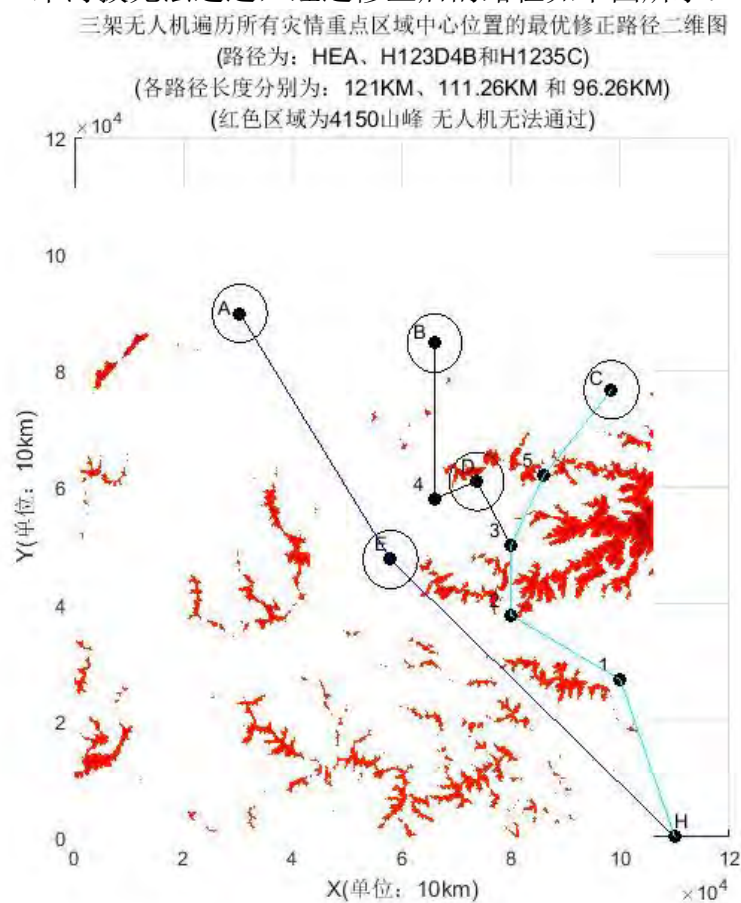 三架无人机遍历所有灾情重点区域中心位置的最优修正路径二维图
(路径为：HEA、H123D4B和H1235C)
(各路径长度分别为：121KM、111.26KM 和 96.26KM)
(红色区域为4150山峰 无人机无法通过)
×10⁴
12
10
8
6
4
2
0
Y(单位：10km)
A
B
C
5
D
4
3
E
2
1
H
0
2
4
6
8
10
12
X(单位：10km)
×10⁴